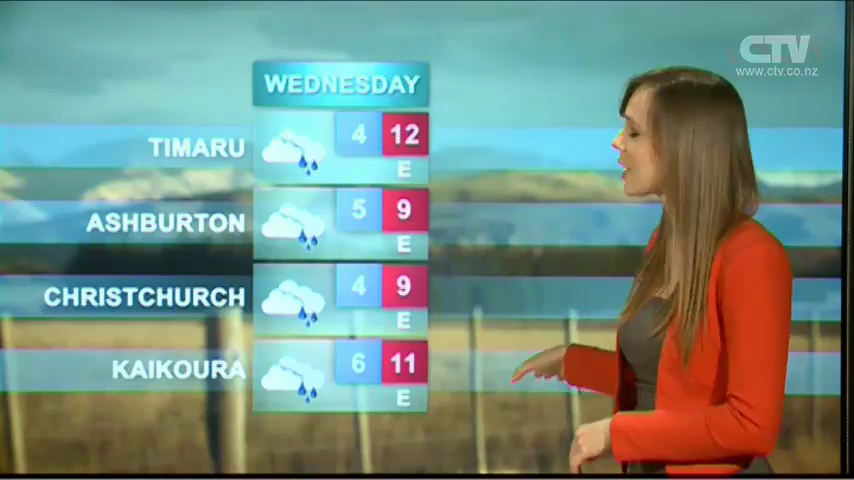 CTV
www.ctv.co.nz
WEDNESDAY
TIMARU 4 12
E
ASHBURTON 5 9
E
CHRISTCHURCH 4 9
E
KAIKOURA 6 11
E